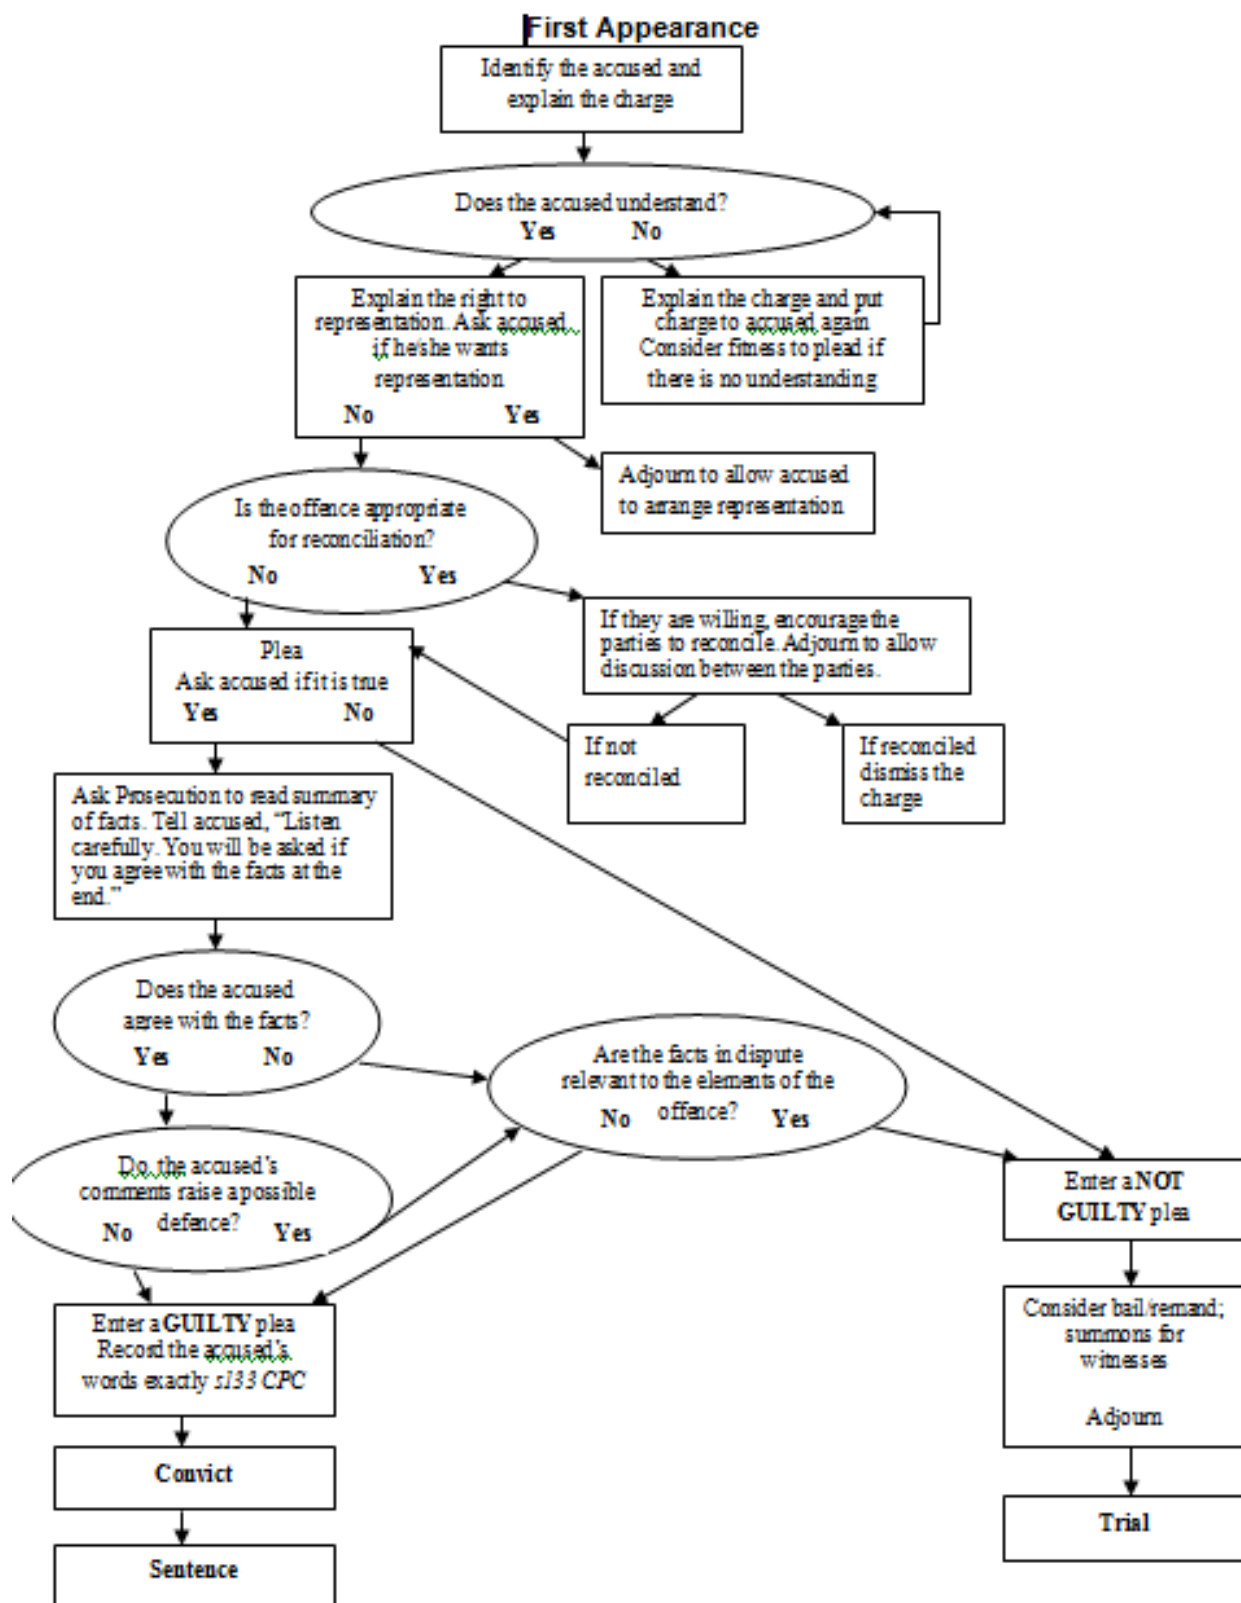 First Appearance
Identify the accused and
explain the charge
Does the accused understand?
Yes No
Explain the right to
representation. Ask accused
if he/she wants
representation
No Yes
Explain the charge and put
charge to accused again
Consider fitness to plead if
there is no understanding
Adjourn to allow accused
to arrange representation
Is the offence appropriate
for reconciliation?
No Yes
If they are willing, encourage the
parties to reconcile. Adjourn to allow
discussion between the parties.
Plea
Ask accused if it is true
Yes No
If not
reconciled
If reconciled
dismiss the
charge
Ask Prosecution to read summary
of facts. Tell accused, “Listen
carefully. You will be asked if
you agree with the facts at the
end.”
Does the accused
agree with the facts?
Yes No
Are the facts in dispute
relevant to the elements of the
No offence? Yes
Do the accused’s
comments raise a possible
No defence? Yes
Enter a NOT
GUILTY plea
Enter a GUILTY plea
Record the accused’s
words exactly s133 CPC
Consider bail/remand;
summons for
witnesses
Adjourn
Convict
Trial
Sentence